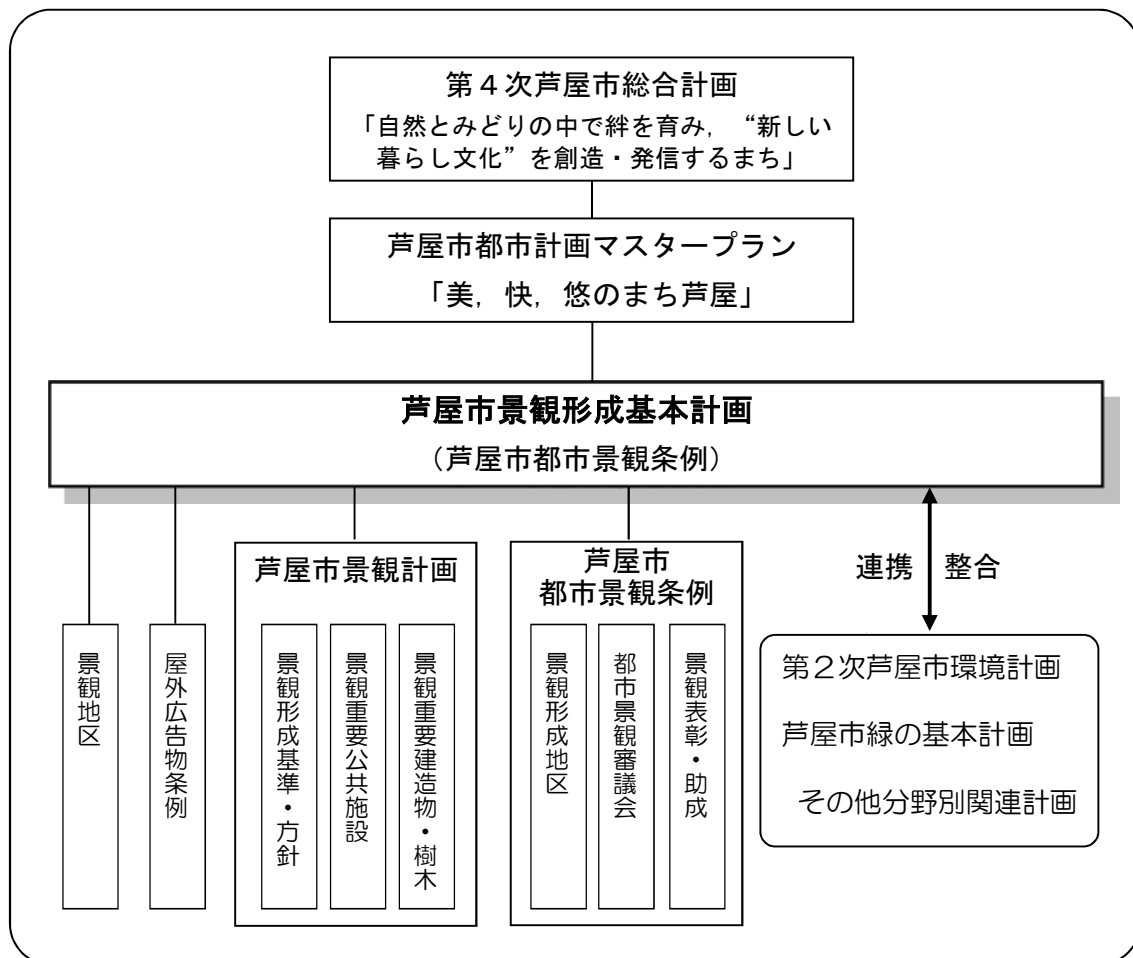 第４次芦屋市総合計画
「自然とみどりの中で絆を育み，“新しい
暮らし文化”を創造・発信するまち」
芦屋市都市計画マスタープラン
「美，快，悠のまち芦屋」
芦屋市景観形成基本計画
（芦屋市都市景観条例）
景観地区
屋外広告物条例
芦屋市景観計画
景観形成基準・方針
景観重要公共施設
景観重要建造物・樹木
芦屋市
都市景観条例
景観形成地区
都市景観審議会
景観表彰・助成
連携 整合
第２次芦屋市環境計画
芦屋市緑の基本計画
その他分野別関連計画